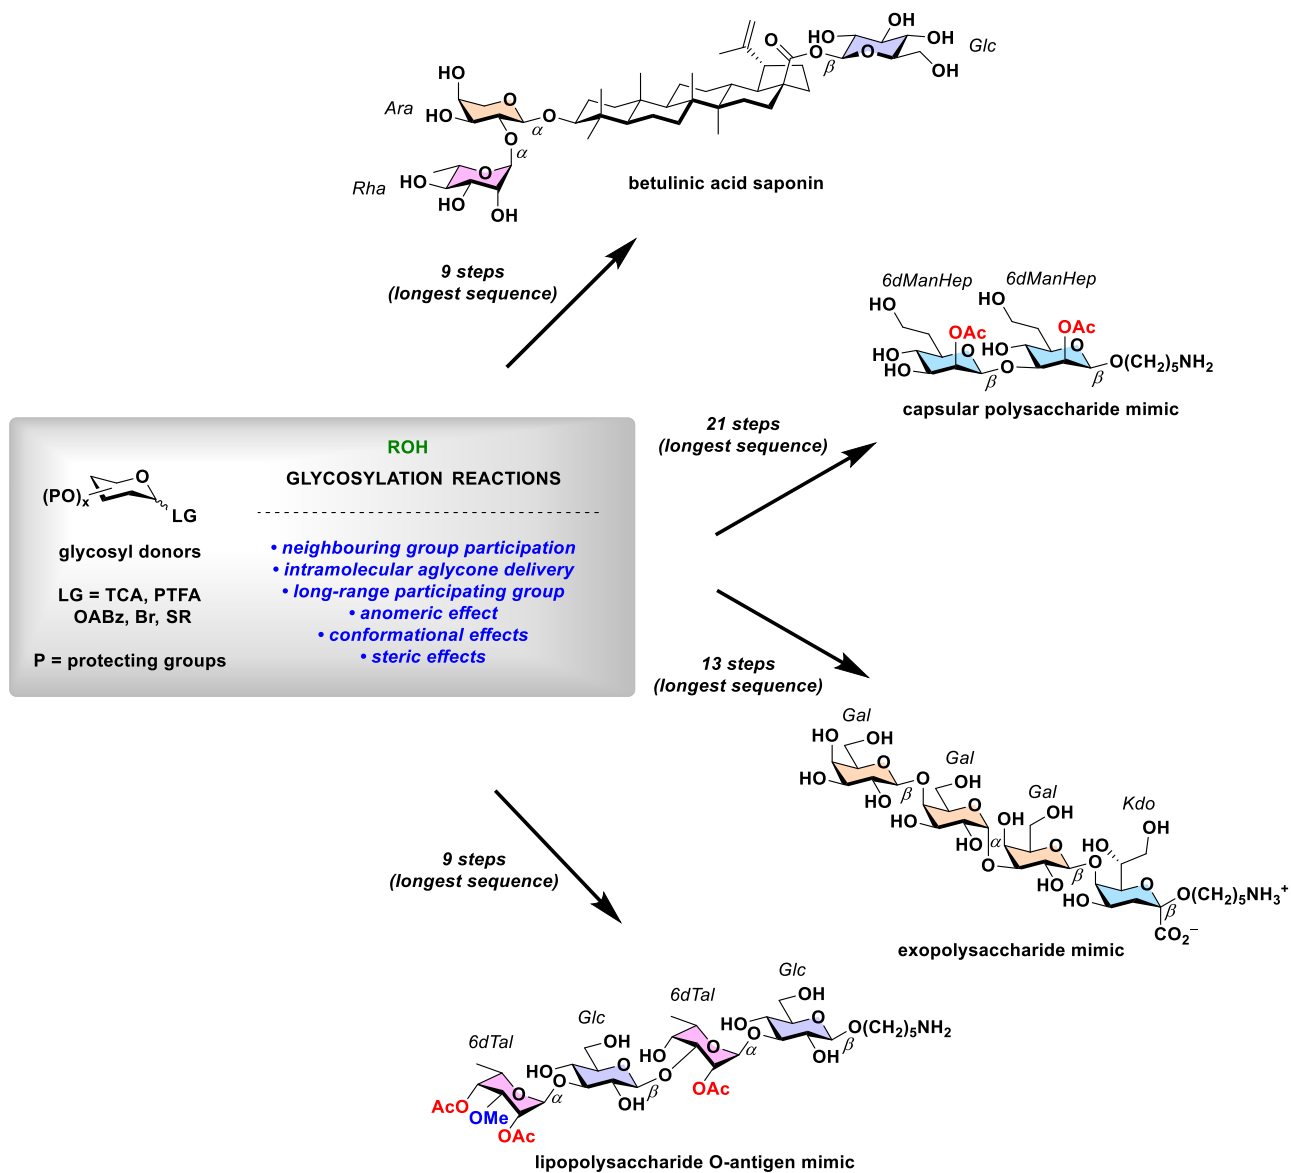 OH
HO
OH
OH
Glc
O
O
O
β
OH
HO
Ara
HO
O
O
α
O
α
Rha
HO
O
HO
OH
betulinic acid saponin
9 steps
(longest sequence)
6dManHep
6dManHep
HO
HO
OAc
OAc
HO
HO
O
HO
O
O
β
O(CH2)5NH2
β
capsular polysaccharide mimic
21 steps
(longest sequence)
ROH
GLYCOSYLATION REACTIONS
(PO)x
O
LG
glycosyl donors
LG = TCA, PTFA
OABz, Br, SR
P = protecting groups
• neighbouring group participation
• intramolecular aglycone delivery
• long-range participating group
• anomeric effect
• conformational effects
• steric effects
13 steps
(longest sequence)
Gal
HO
OH
O
HO
OH
β
O
Gal
OH
O
HO
HO
α
O
Gal
OH
OH
O
OH
β
O
Kdo
OH
HO
O
HO
β
O(CH2)5NH3+
CO2−
exopolysaccharide mimic
9 steps
(longest sequence)
Glc
OH
6dTal
HO
O
O
O(CH2)5NH2
β
OH
Glc
OH
HO
O
α
OAc
6dTal
HO
O
O
β
OH
O
O
α
AcO
OMe
OAc
lipopolysaccharide O-antigen mimic